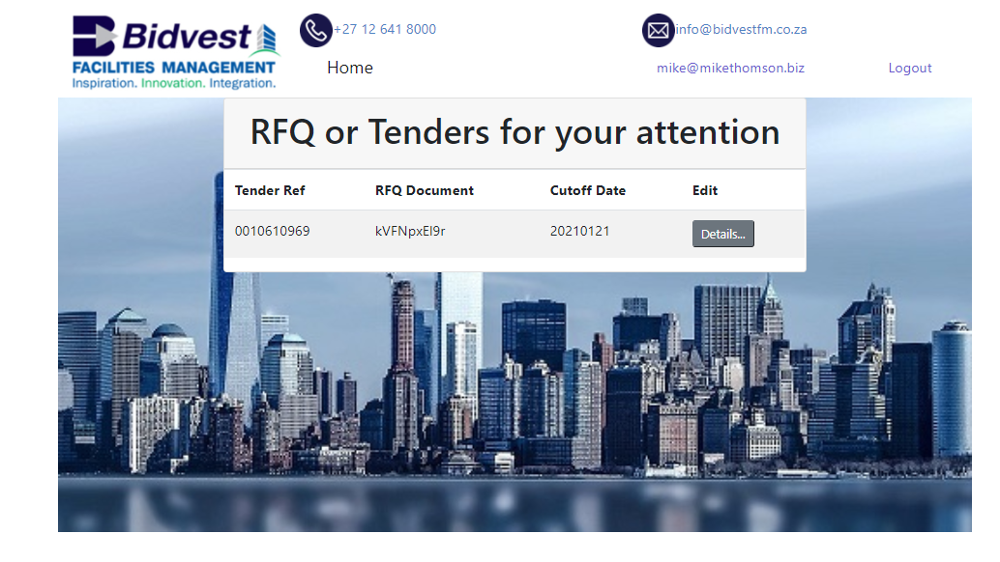 Bidvest
FACILITIES MANAGEMENT
Inspiration. Innovation. Integration.
+27 12 641 8000
info@bidvestfm.co.za
Home
mike@mikethomson.biz
Logout
RFQ or Tenders for your attention
Tender Ref RFQ Document Cutoff Date Edit
0010610969 kVFNpxEl9r 20210121 Details...